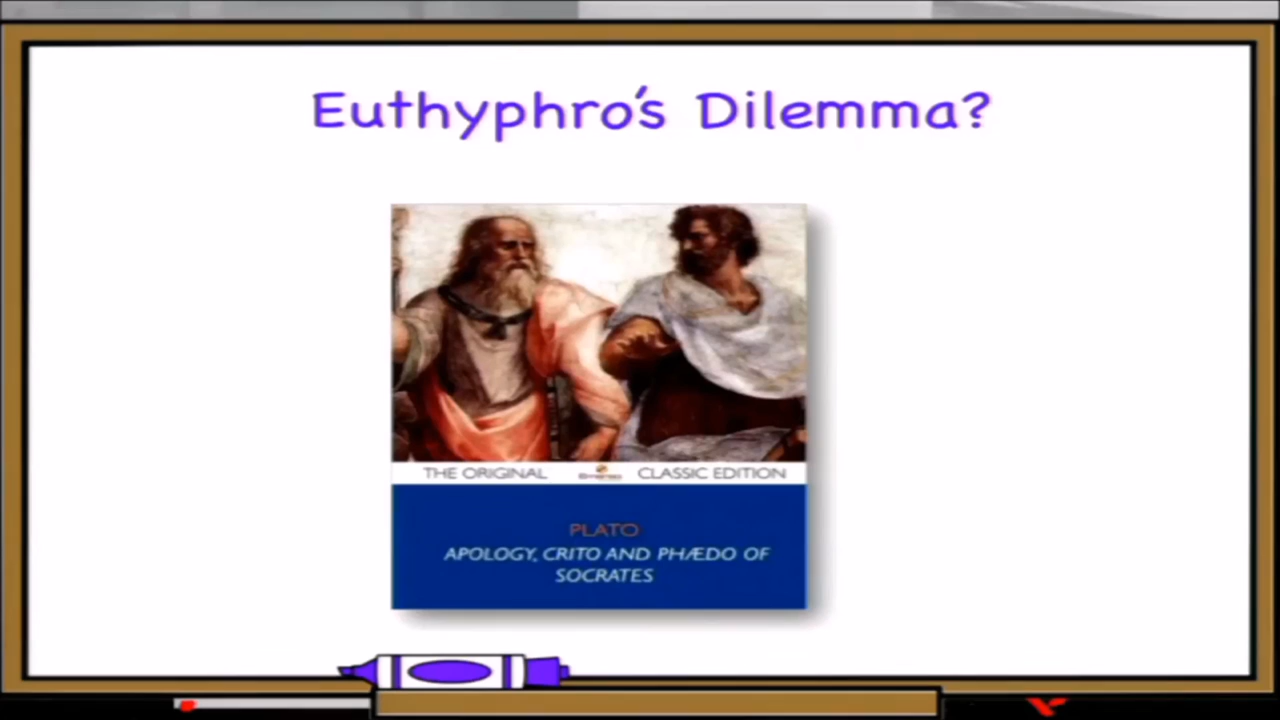 Euthyphro's Dilemma?
THE ORIGINAL CLASSIC EDITION
PLATO
APOLOGY, CRITO AND PHÆDO OF
SOCRATES